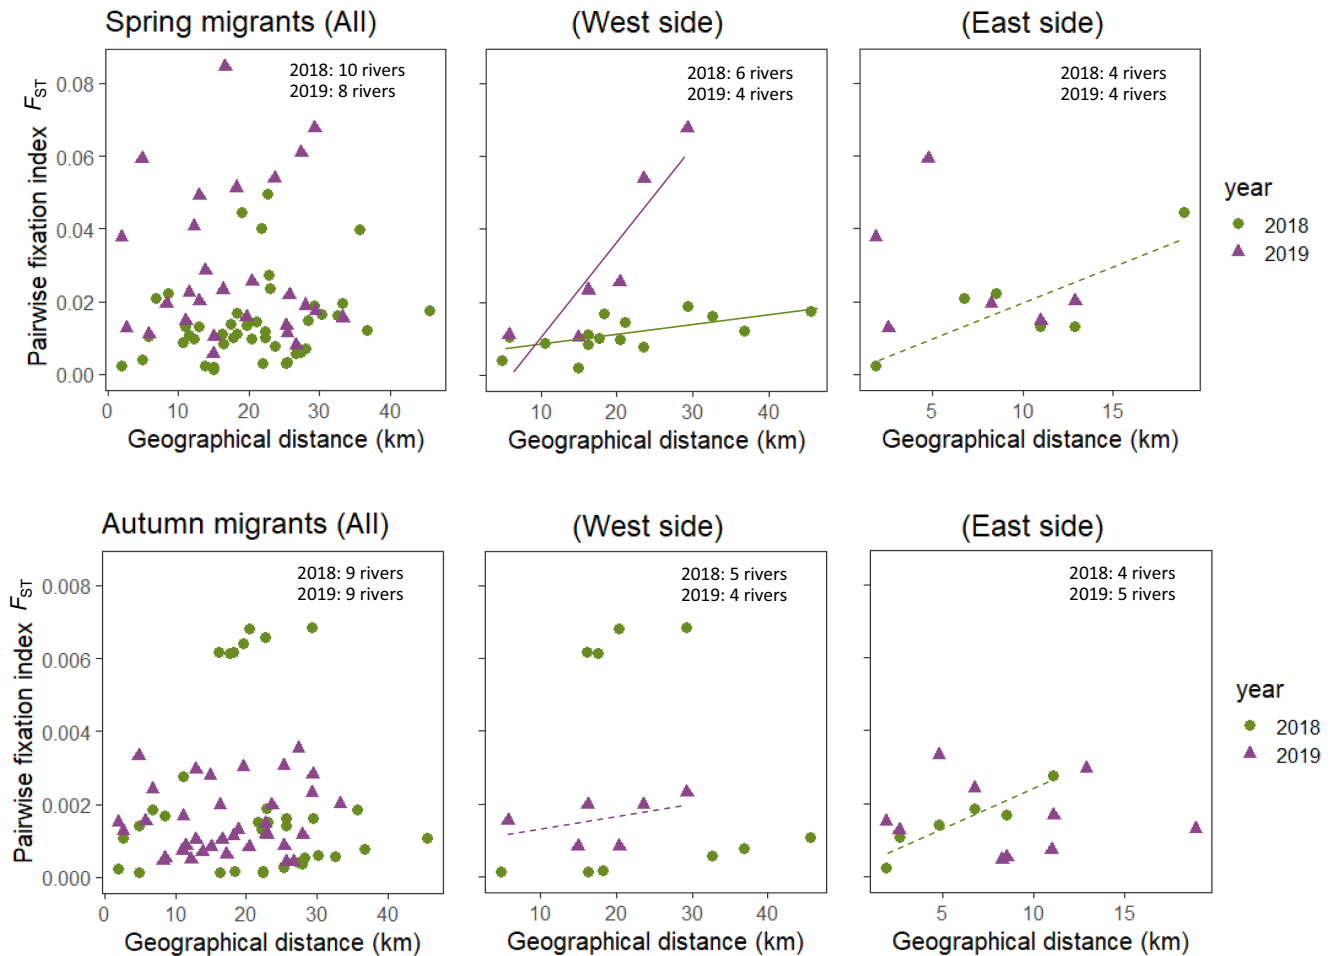 Spring migrants (All)
(West side)
(East side)
Pairwise fixation index FST
0.08
0.06
0.04
0.02
0.00
2018: 10 rivers
2019: 8 rivers
2018: 6 rivers
2019: 4 rivers
2018: 4 rivers
2019: 4 rivers
0 10 20 30 40
10 20 30 40
5 10 15
Geographical distance (km)
Geographical distance (km)
Geographical distance (km)
year
2018
2019
Autumn migrants (All)
(West side)
(East side)
Pairwise fixation index FST
0.008
0.006
0.004
0.002
0.000
2018: 9 rivers
2019: 9 rivers
2018: 5 rivers
2019: 4 rivers
2018: 4 rivers
2019: 5 rivers
0 10 20 30 40
10 20 30 40
5 10 15
Geographical distance (km)
Geographical distance (km)
Geographical distance (km)
year
2018
2019